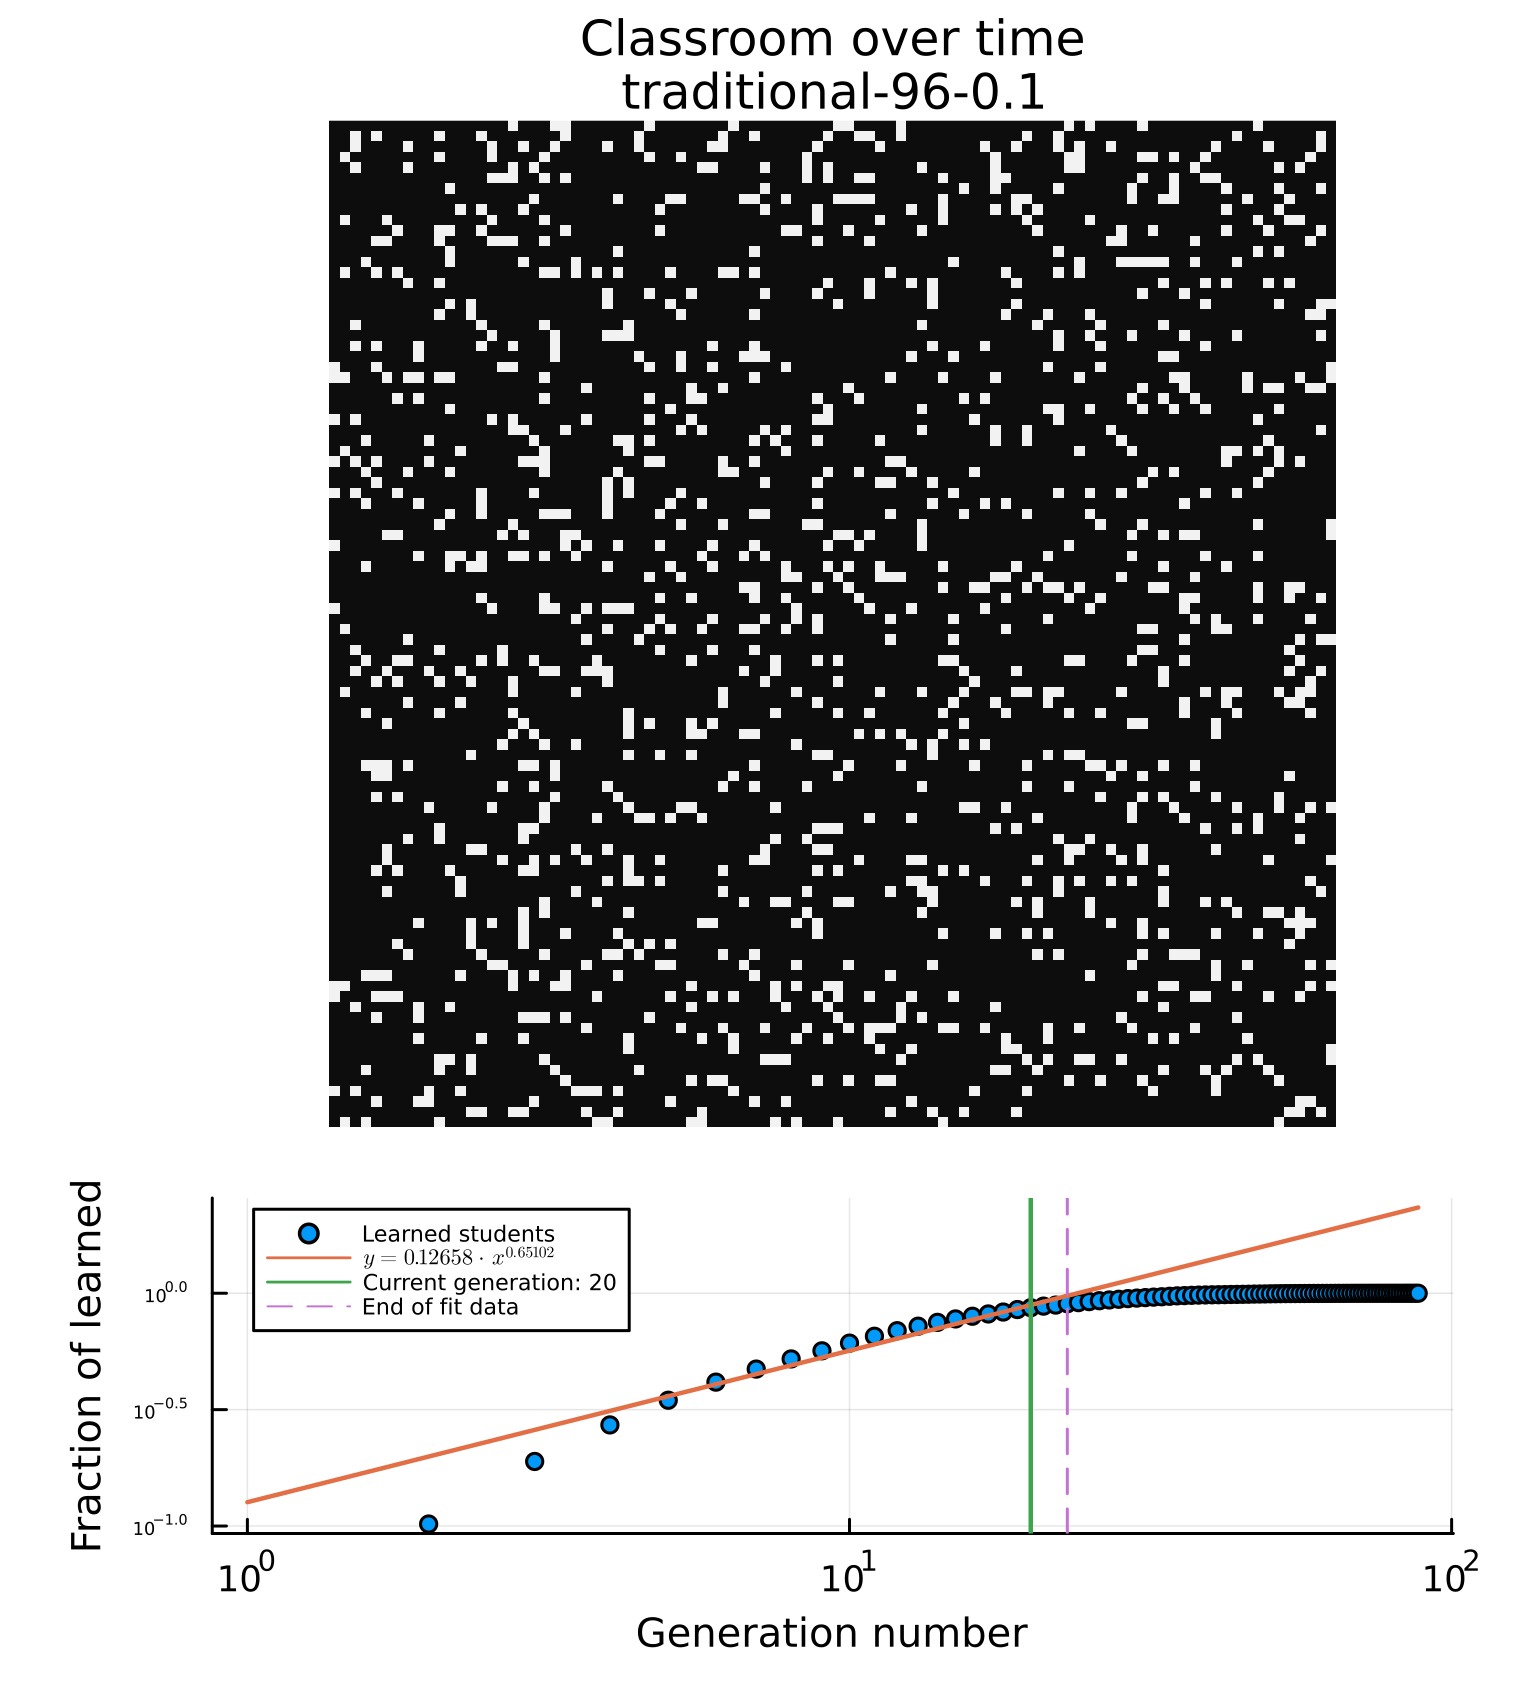 Classroom over time
traditional-96-0.1
Fraction of learned
Learned students
y = 0.12658 · x^0.65102
Current generation: 20
End of fit data
10^0.0
10^−0.5
10^−1.0
10^0 10^1 10^2
Generation number